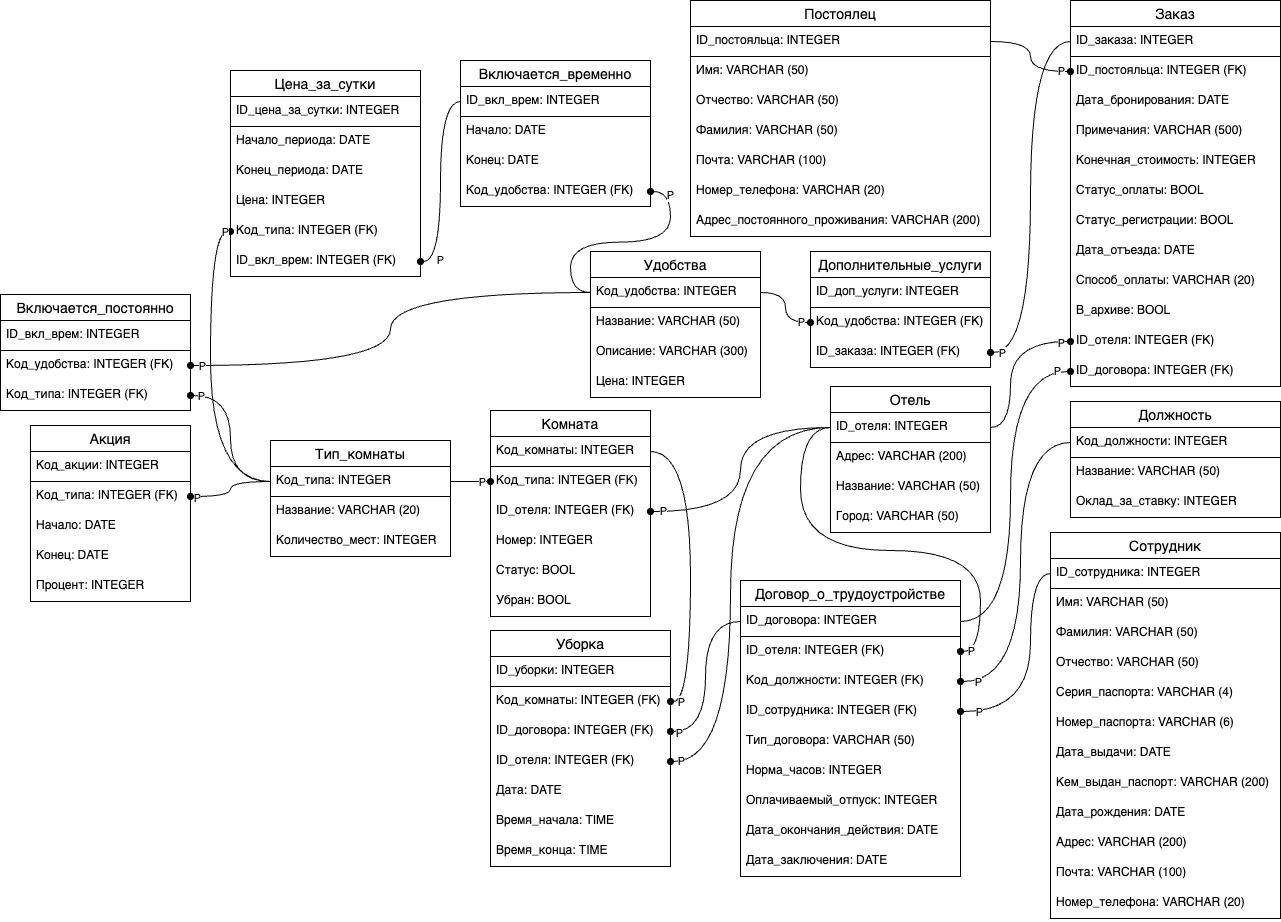 Постоялец
ID_постояльца: INTEGER
Имя: VARCHAR (50)
Отчество: VARCHAR (50)
Фамилия: VARCHAR (50)
Почта: VARCHAR (100)
Номер_телефона: VARCHAR (20)
Адрес_постоянного_проживания: VARCHAR (200)
Заказ
ID_заказа: INTEGER
P
ID_постояльца: INTEGER (FK)
Дата_бронирования: DATE
Примечания: VARCHAR (500)
Конечная_стоимость: INTEGER
Статус_оплаты: BOOL
Статус_регистрации: BOOL
Дата_отъезда: DATE
Способ_оплаты: VARCHAR (20)
В_архиве: BOOL
P
ID_отеля: INTEGER (FK)
P
ID_договора: INTEGER (FK)
Цена_за_сутки
ID_цена_за_сутки: INTEGER
Начало_периода: DATE
Конец_периода: DATE
Цена: INTEGER
P
Код_типа: INTEGER (FK)
ID_вкл_врем: INTEGER (FK)
P
Включается_временно
ID_вкл_врем: INTEGER
Начало: DATE
Конец: DATE
Код_удобства: INTEGER (FK)
P
Удобства
Код_удобства: INTEGER
Название: VARCHAR (50)
Описание: VARCHAR (300)
Цена: INTEGER
Дополнительные_услуги
ID_доп_услуги: INTEGER
P
Код_удобства: INTEGER (FK)
ID_заказа: INTEGER (FK)
P
Включается_постоянно
ID_вкл_врем: INTEGER
Код_удобства: INTEGER (FK)
P
Код_типа: INTEGER (FK)
P
Акция
Код_акции: INTEGER
Код_типа: INTEGER (FK)
P
Начало: DATE
Конец: DATE
Процент: INTEGER
Тип_комнаты
Код_типа: INTEGER
Название: VARCHAR (20)
Количество_мест: INTEGER
Комната
Код_комнаты: INTEGER
P
Код_типа: INTEGER (FK)
ID_отеля: INTEGER (FK)
P
Номер: INTEGER
Статус: BOOL
Убран: BOOL
Отель
ID_отеля: INTEGER
Адрес: VARCHAR (200)
Название: VARCHAR (50)
Город: VARCHAR (50)
Должность
Код_должности: INTEGER
Название: VARCHAR (50)
Оклад_за_ставку: INTEGER
Уборка
ID_уборки: INTEGER
Код_комнаты: INTEGER (FK)
P
ID_договора: INTEGER (FK)
P
ID_отеля: INTEGER (FK)
P
Дата: DATE
Время_начала: TIME
Время_конца: TIME
Договор_о_трудоустройстве
ID_договора: INTEGER
ID_отеля: INTEGER (FK)
P
Код_должности: INTEGER (FK)
P
ID_сотрудника: INTEGER (FK)
P
Тип_договора: VARCHAR (50)
Норма_часов: INTEGER
Оплачиваемый_отпуск: INTEGER
Дата_окончания_действия: DATE
Дата_заключения: DATE
Сотрудник
ID_сотрудника: INTEGER
Имя: VARCHAR (50)
Фамилия: VARCHAR (50)
Отчество: VARCHAR (50)
Серия_паспорта: VARCHAR (4)
Номер_паспорта: VARCHAR (6)
Дата_выдачи: DATE
Кем_выдан_паспорт: VARCHAR (200)
Дата_рождения: DATE
Адрес: VARCHAR (200)
Почта: VARCHAR (100)
Номер_телефона: VARCHAR (20)